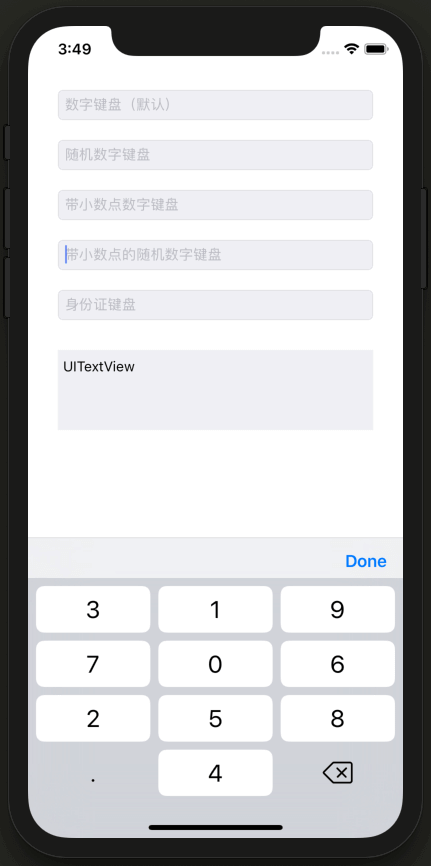 3:49
数字键盘（默认）
随机数字键盘
带小数点数字键盘
带小数点的随机数字键盘
身份证键盘
UITextView
Done
3 1 9
7 0 6
2 5 8
. 4